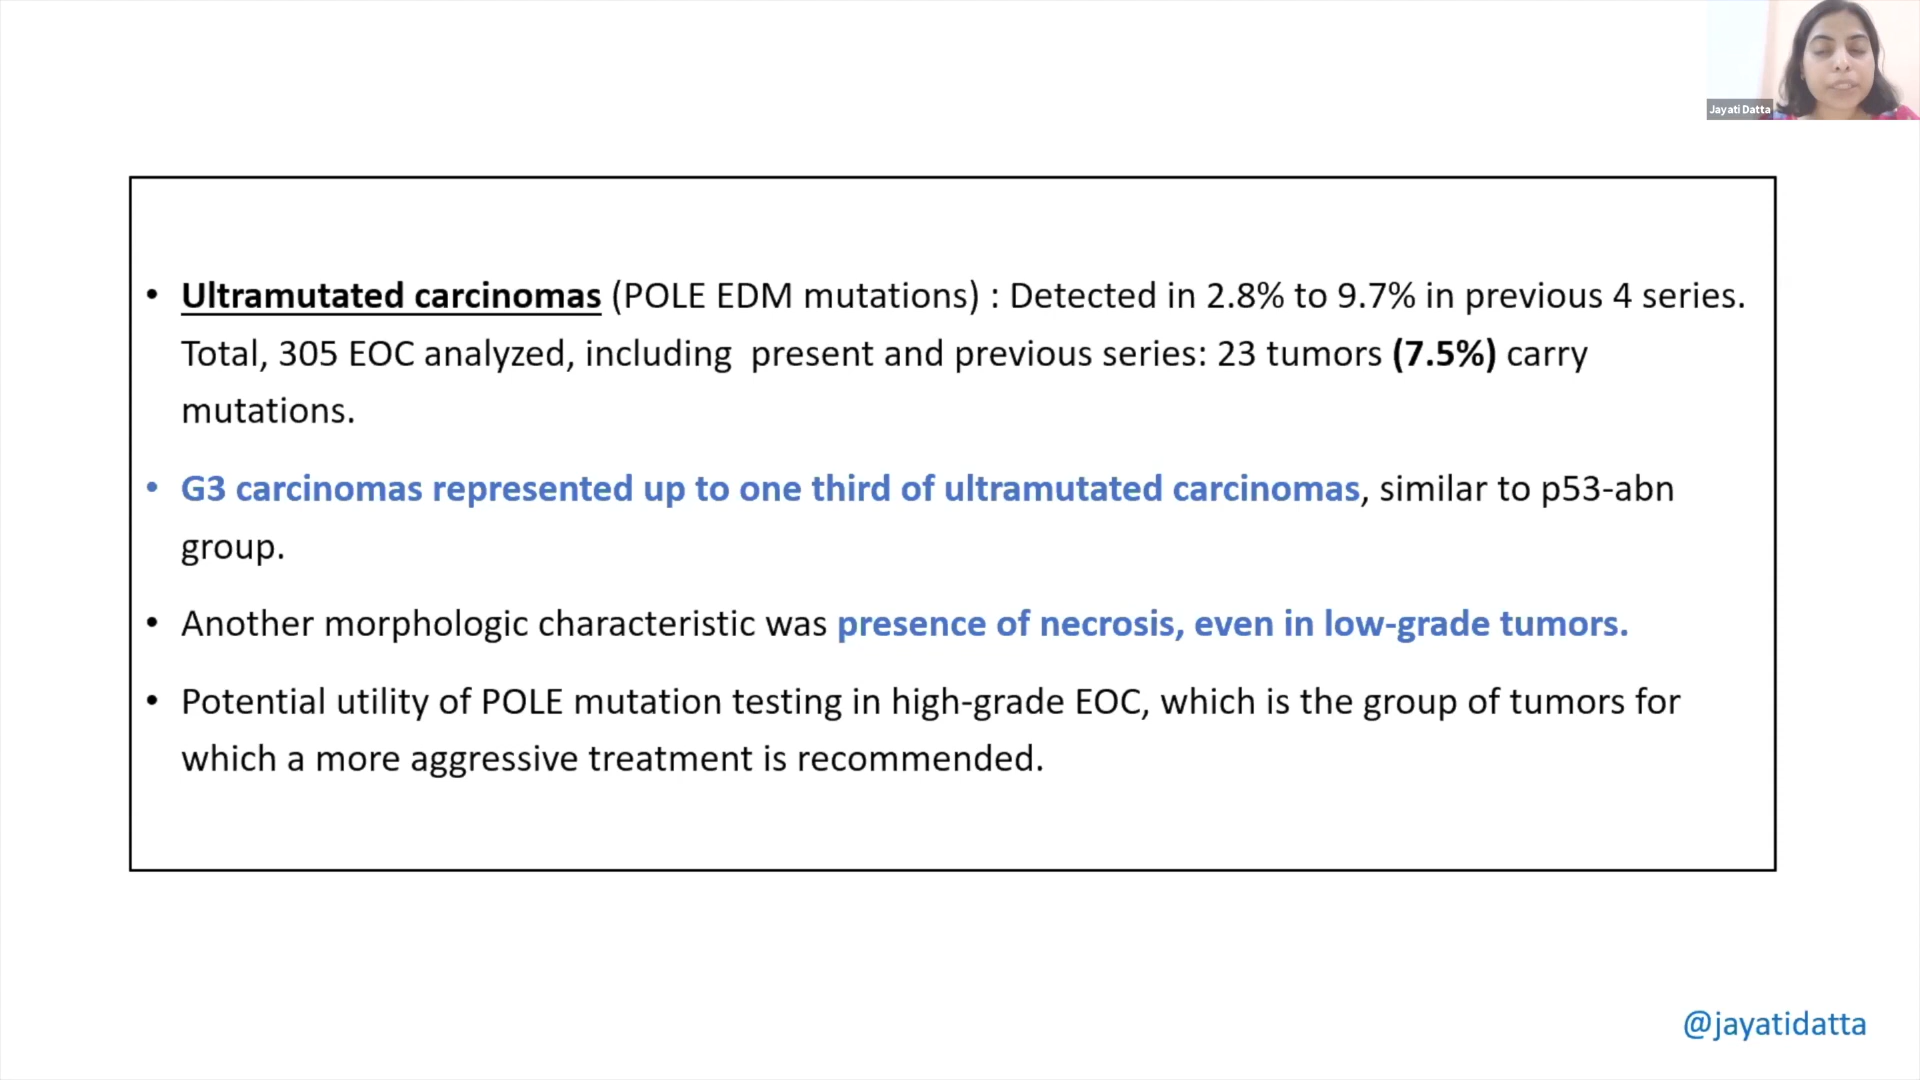 Jayati Datta
• Ultramutated carcinomas (POLE EDM mutations) : Detected in 2.8% to 9.7% in previous 4 series.
Total, 305 EOC analyzed, including present and previous series: 23 tumors (7.5%) carry
mutations.
• G3 carcinomas represented up to one third of ultramutated carcinomas, similar to p53-abn
group.
• Another morphologic characteristic was presence of necrosis, even in low-grade tumors.
• Potential utility of POLE mutation testing in high-grade EOC, which is the group of tumors for
which a more aggressive treatment is recommended.
@jayatidatta